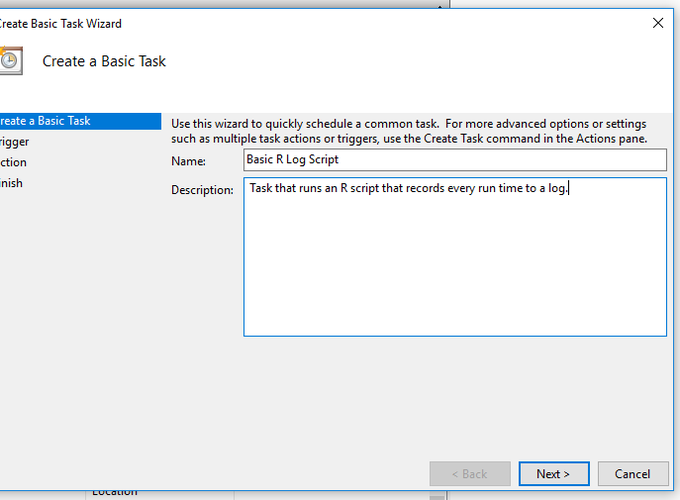 reate Basic Task Wizard
Create a Basic Task
reate a Basic Task
Use this wizard to quickly schedule a common task. For more advanced options or settings
such as multiple task actions or triggers, use the Create Task command in the Actions pane.
rigger
Name: Basic R Log Script
ction
inish
Description: Task that runs an R script that records every run time to a log.
< Back Next > Cancel
Location